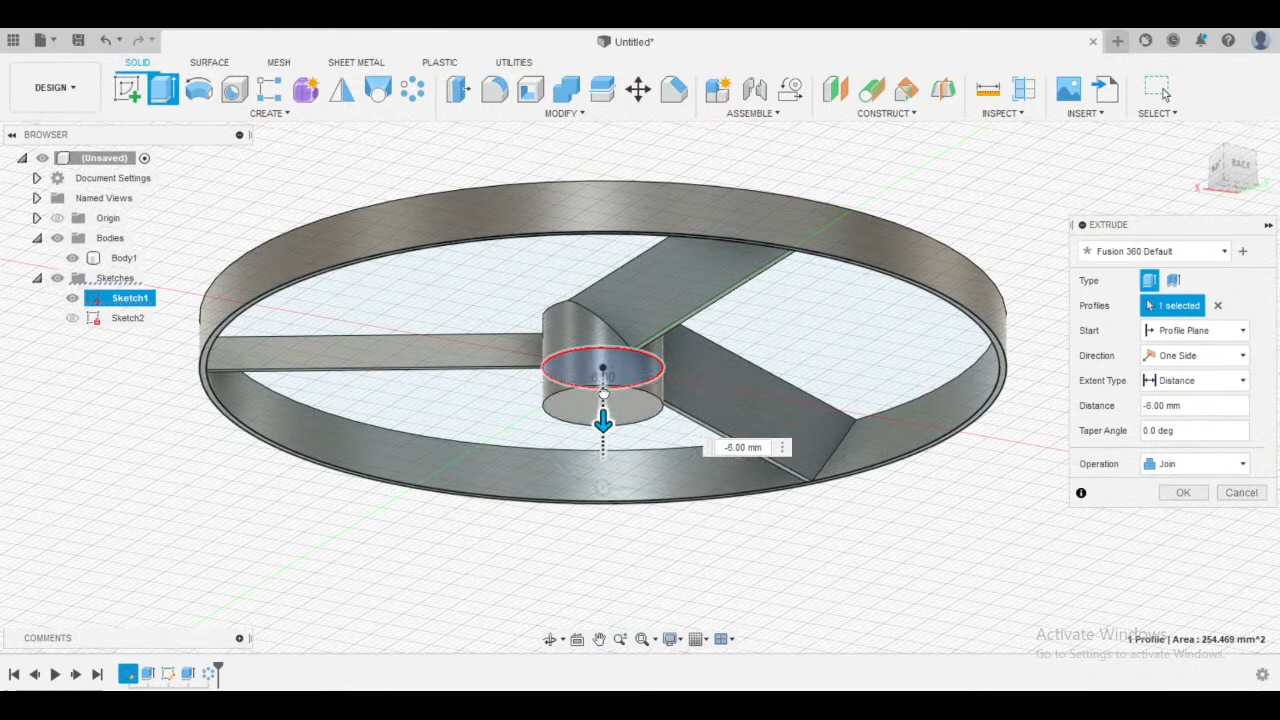 Untitled*
SOLID SURFACE MESH SHEET METAL PLASTIC UTILITIES
DESIGN
CREATE MODIFY ASSEMBLE CONSTRUCT INSPECT INSERT SELECT
BROWSER
(Unsaved)
Document Settings
Named Views
Origin
Bodies
Body1
Sketches
Sketch1
Sketch2
BACK
X
EXTRUDE
Fusion 360 Default
Type
Profiles 1 selected
Start Profile Plane
Direction One Side
Extent Type Distance
Distance -6.00 mm
Taper Angle 0.0 deg
Operation Join
OK Cancel
6.00
-6.00 mm
COMMENTS
Activate Windows
Go to Settings to activate Windows.
1 Profile | Area : 254.469 mm^2